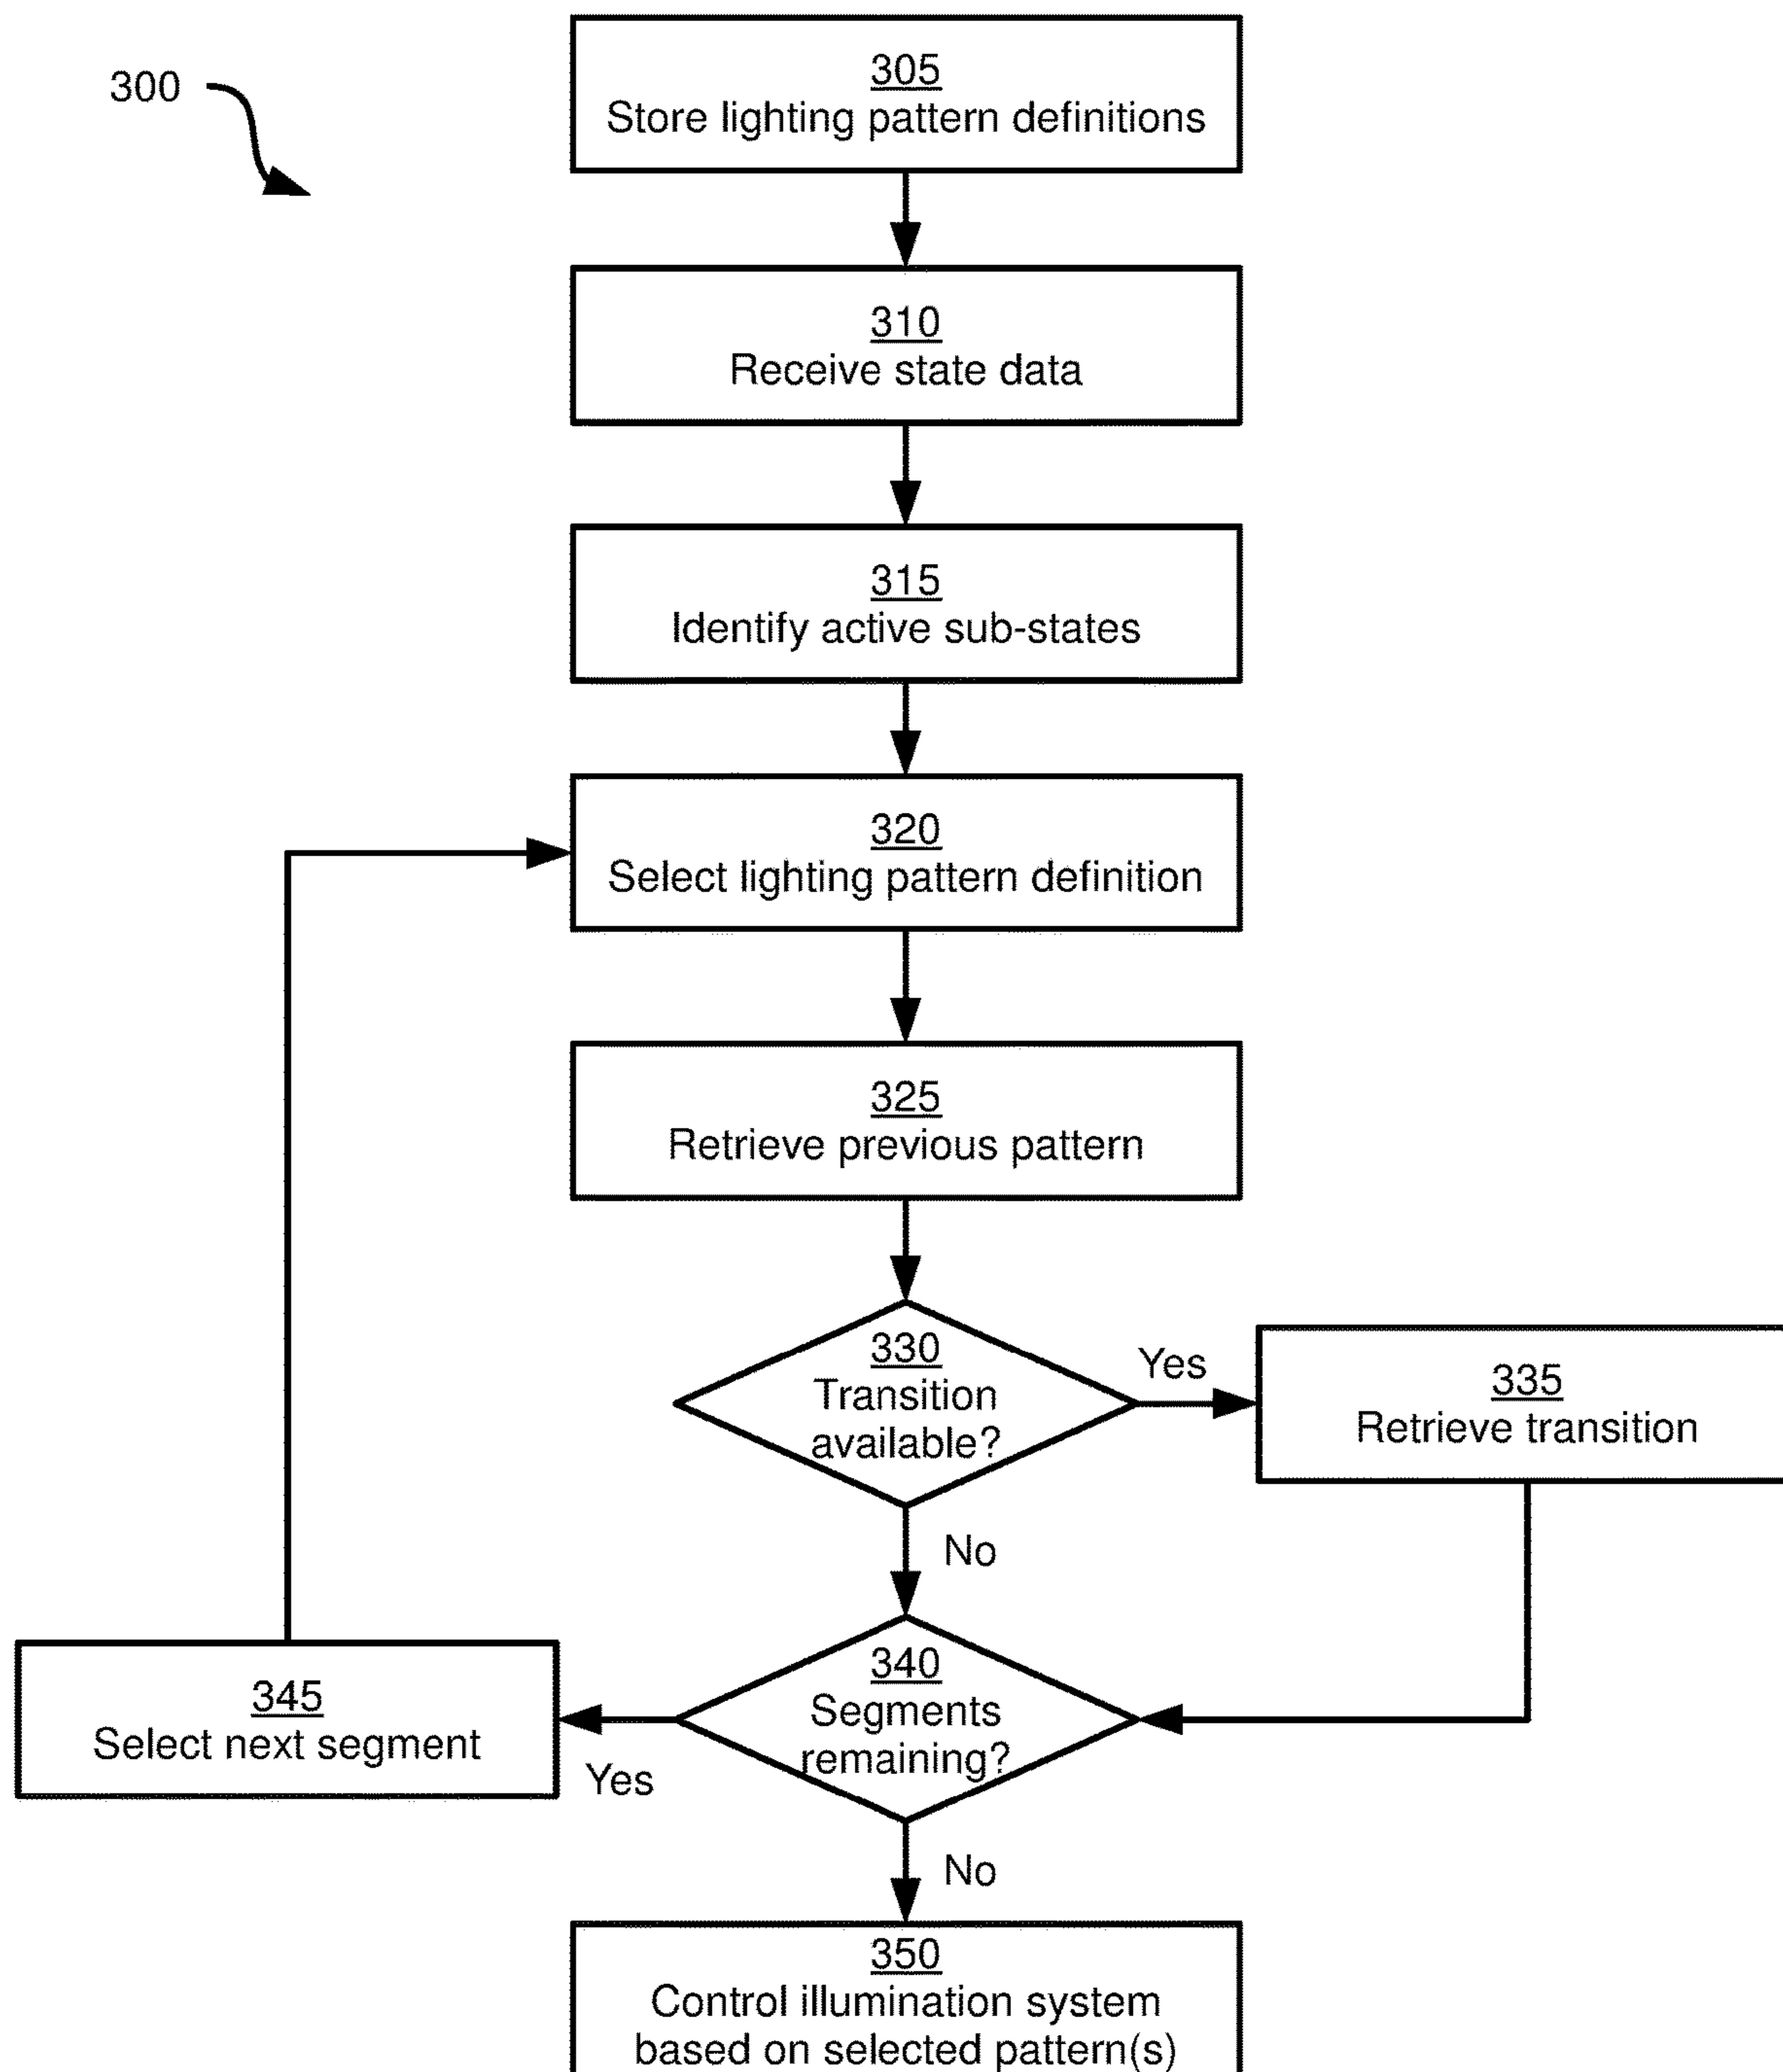 300
305
Store lighting pattern definitions
310
Receive state data
315
Identify active sub-states
320
Select lighting pattern definition
325
Retrieve previous pattern
330
Transition
available?
Yes
335
Retrieve transition
No
340
Segments
remaining?
345
Select next segment
Yes
No
350
Control illumination system
based on selected pattern(s)